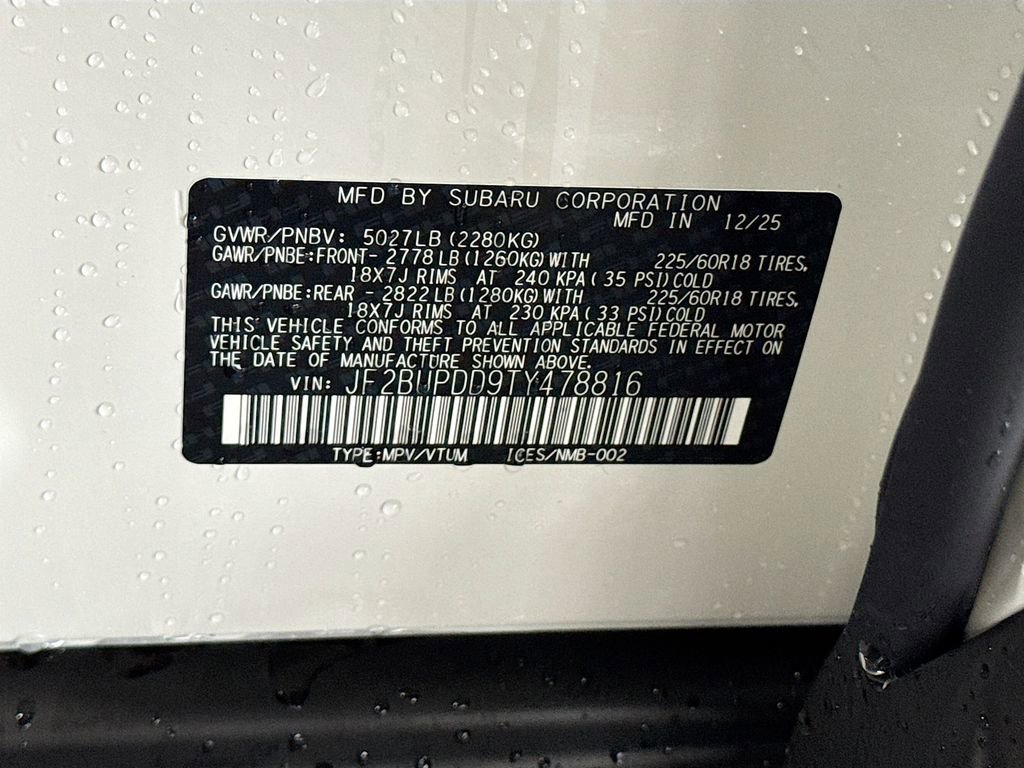 MFD BY SUBARU CORPORATION
MFD IN 12/25
GVWR/PNBV: 5027LB(2280KG)
GAWR/PNBE:FRONT- 2778LB(1260KG)WITH 225/60R18 TIRES,
18X7J RIMS AT 240 KPA( 35 PSI)COLD
GAWR/PNBE:REAR - 2822LB(1280KG)WITH 225/60R18 TIRES,
18X7J RIMS AT 230 KPA( 33 PSI)COLD
THIS VEHICLE CONFORMS TO ALL APPLICABLE FEDERAL MOTOR
VEHICLE SAFETY AND THEFT PREVENTION STANDARDS IN EFFECT ON
THE DATE OF MANUFACTURE SHOWN ABOVE.
VIN: JF2BUPDD9TY478816
TYPE:MPV/VTUM ICES/NMB-002